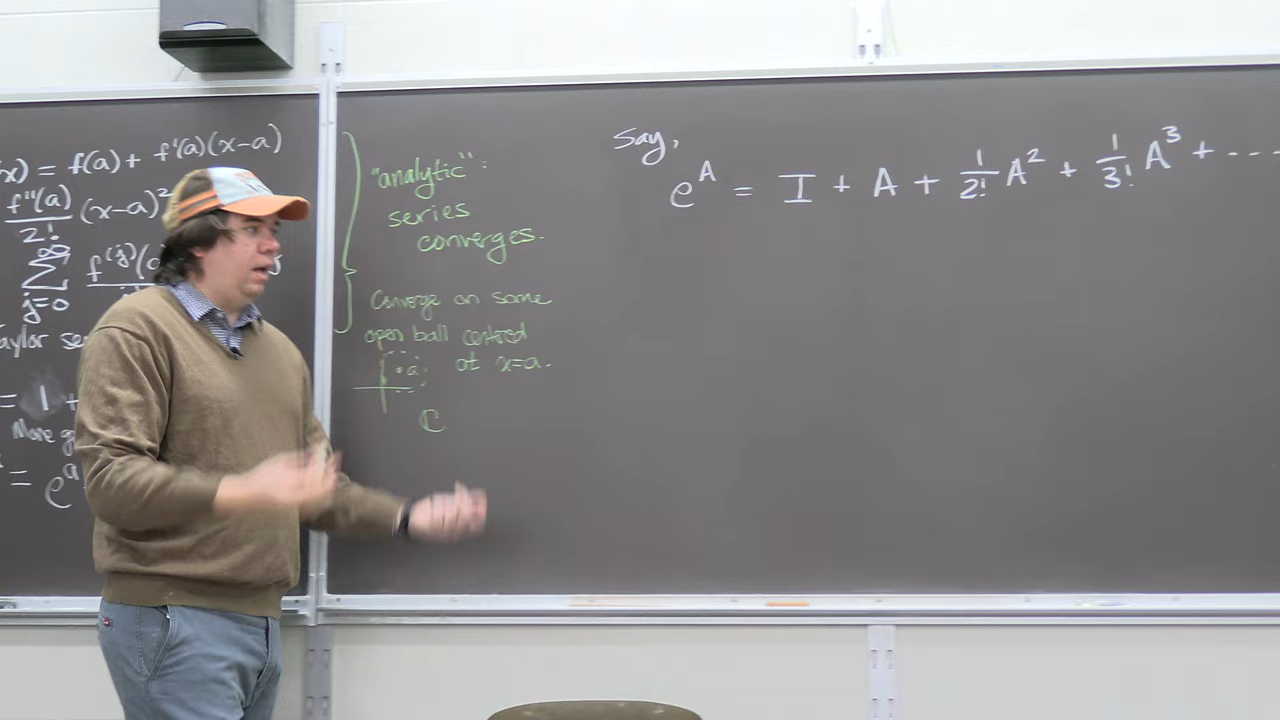 x) = f(a) + f'(a)(x-a)
f''(a)/2! (x-a)²
∑ j=0 f^(j)(
aylor se
= 1 +
More g
= e^a
"analytic":
series
converges.
Converge on some
open ball centred
at x=a.
a
ℂ
Say,
e^A = I + A + 1/2! A² + 1/3! A³ + ----